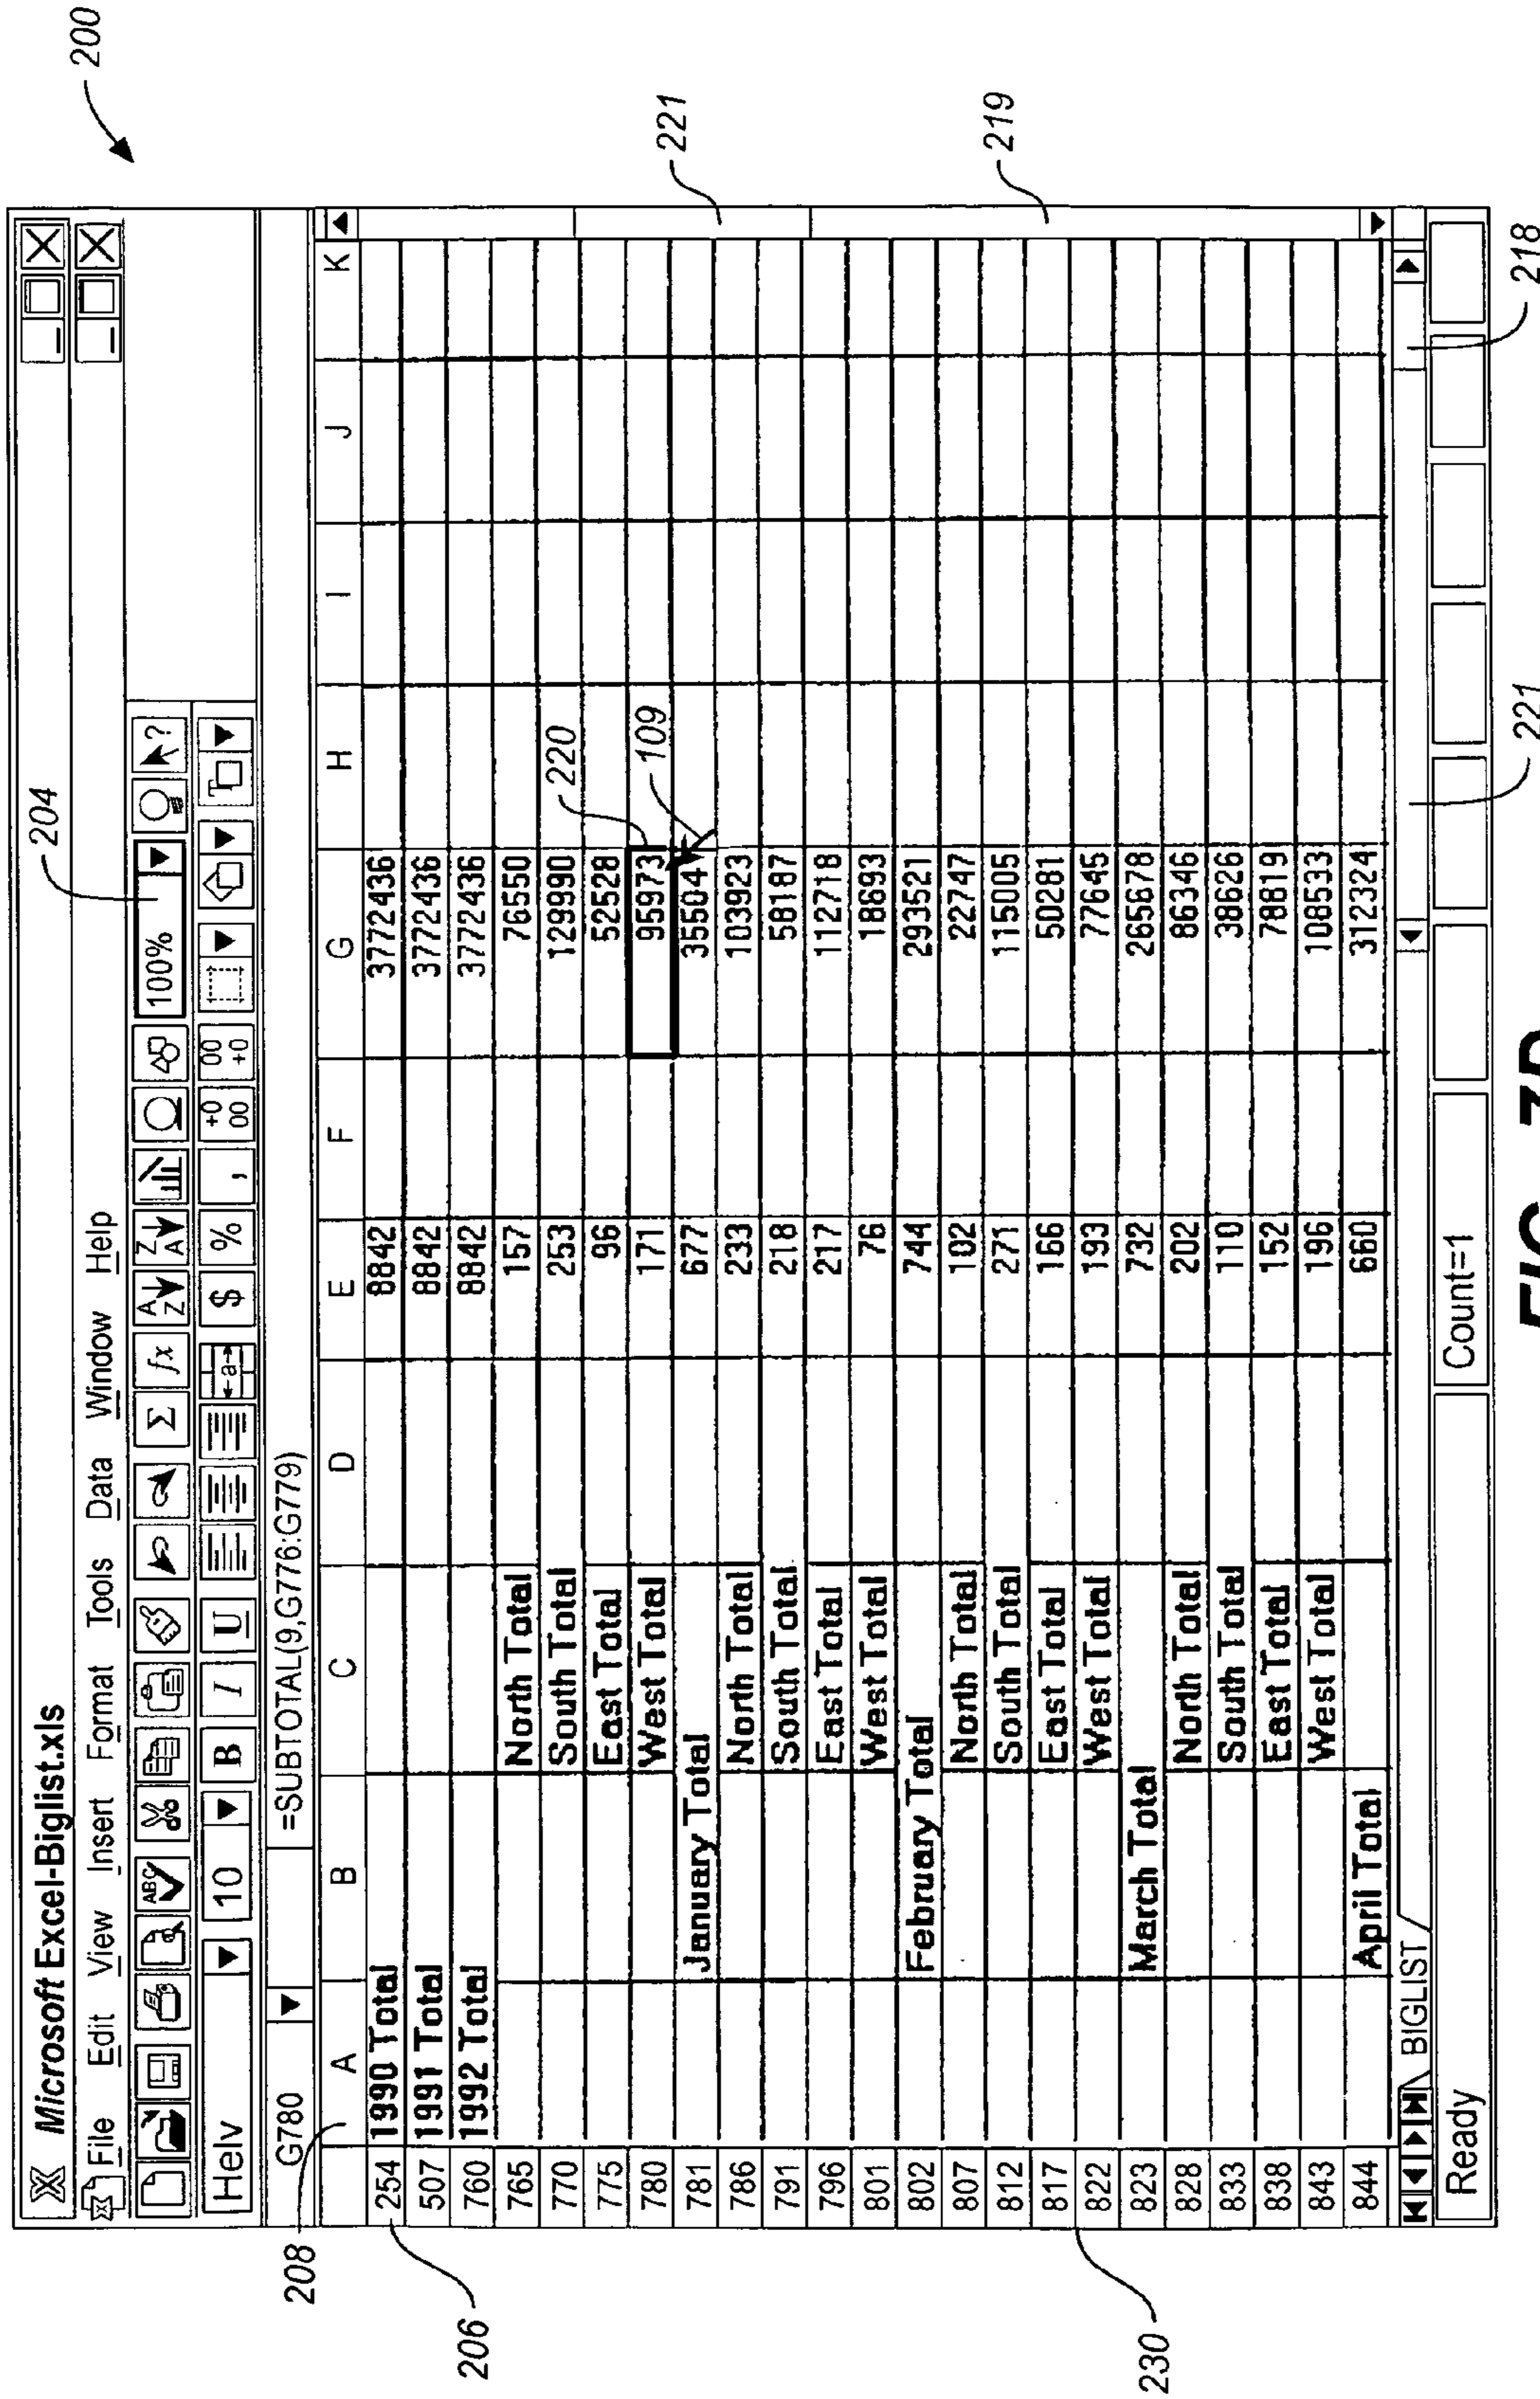 200
Microsoft Excel-Biglist.xls
File Edit View Insert Format Tools Data Window Help
204
ABC Σ fx A Z Z A 100% ?
Helv 10 B I U a $ % , +0 00 00 +0
G780 =SUBTOTAL(9,G776:G779)
208
A B C D E F G H I J K
206
254 1990 Total 8842 3772436
507 1991 Total 8842 3772436
760 1992 Total 8842 3772436
765 North Total 157 76550
770 South Total 253 129990
775 East Total 96 52528
220
780 West Total 171 95973
109
781 January Total 677 35504
221
786 North Total 233 103923
791 South Total 218 58187
796 East Total 217 112718
801 West Total 76 18693
802 February Total 744 293521
807 North Total 102 22747
812 South Total 271 115005
219
817 East Total 166 50281
822 West Total 193 77645
230
823 March Total 732 265678
828 North Total 202 86346
833 South Total 110 38626
838 East Total 152 78819
843 West Total 196 108533
844 April Total 660 312324
BIGLIST
Ready Count=1
221
218